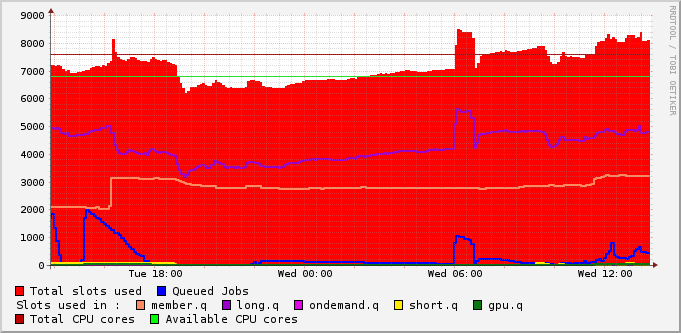 9000
8000
7000
6000
5000
4000
3000
2000
1000
0
Tue 18:00 Wed 00:00 Wed 06:00 Wed 12:00
RRDTOOL / TOBI OETIKER
Total slots used Queued Jobs
Slots used in : member.q long.q ondemand.q short.q gpu.q
Total CPU cores Available CPU cores